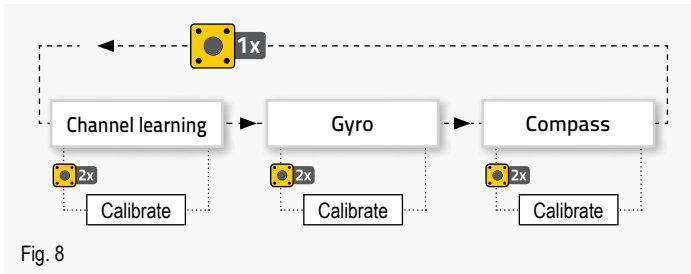 1x
Channel learning
Gyro
Compass
2x
2x
2x
Calibrate
Calibrate
Calibrate
Fig. 8